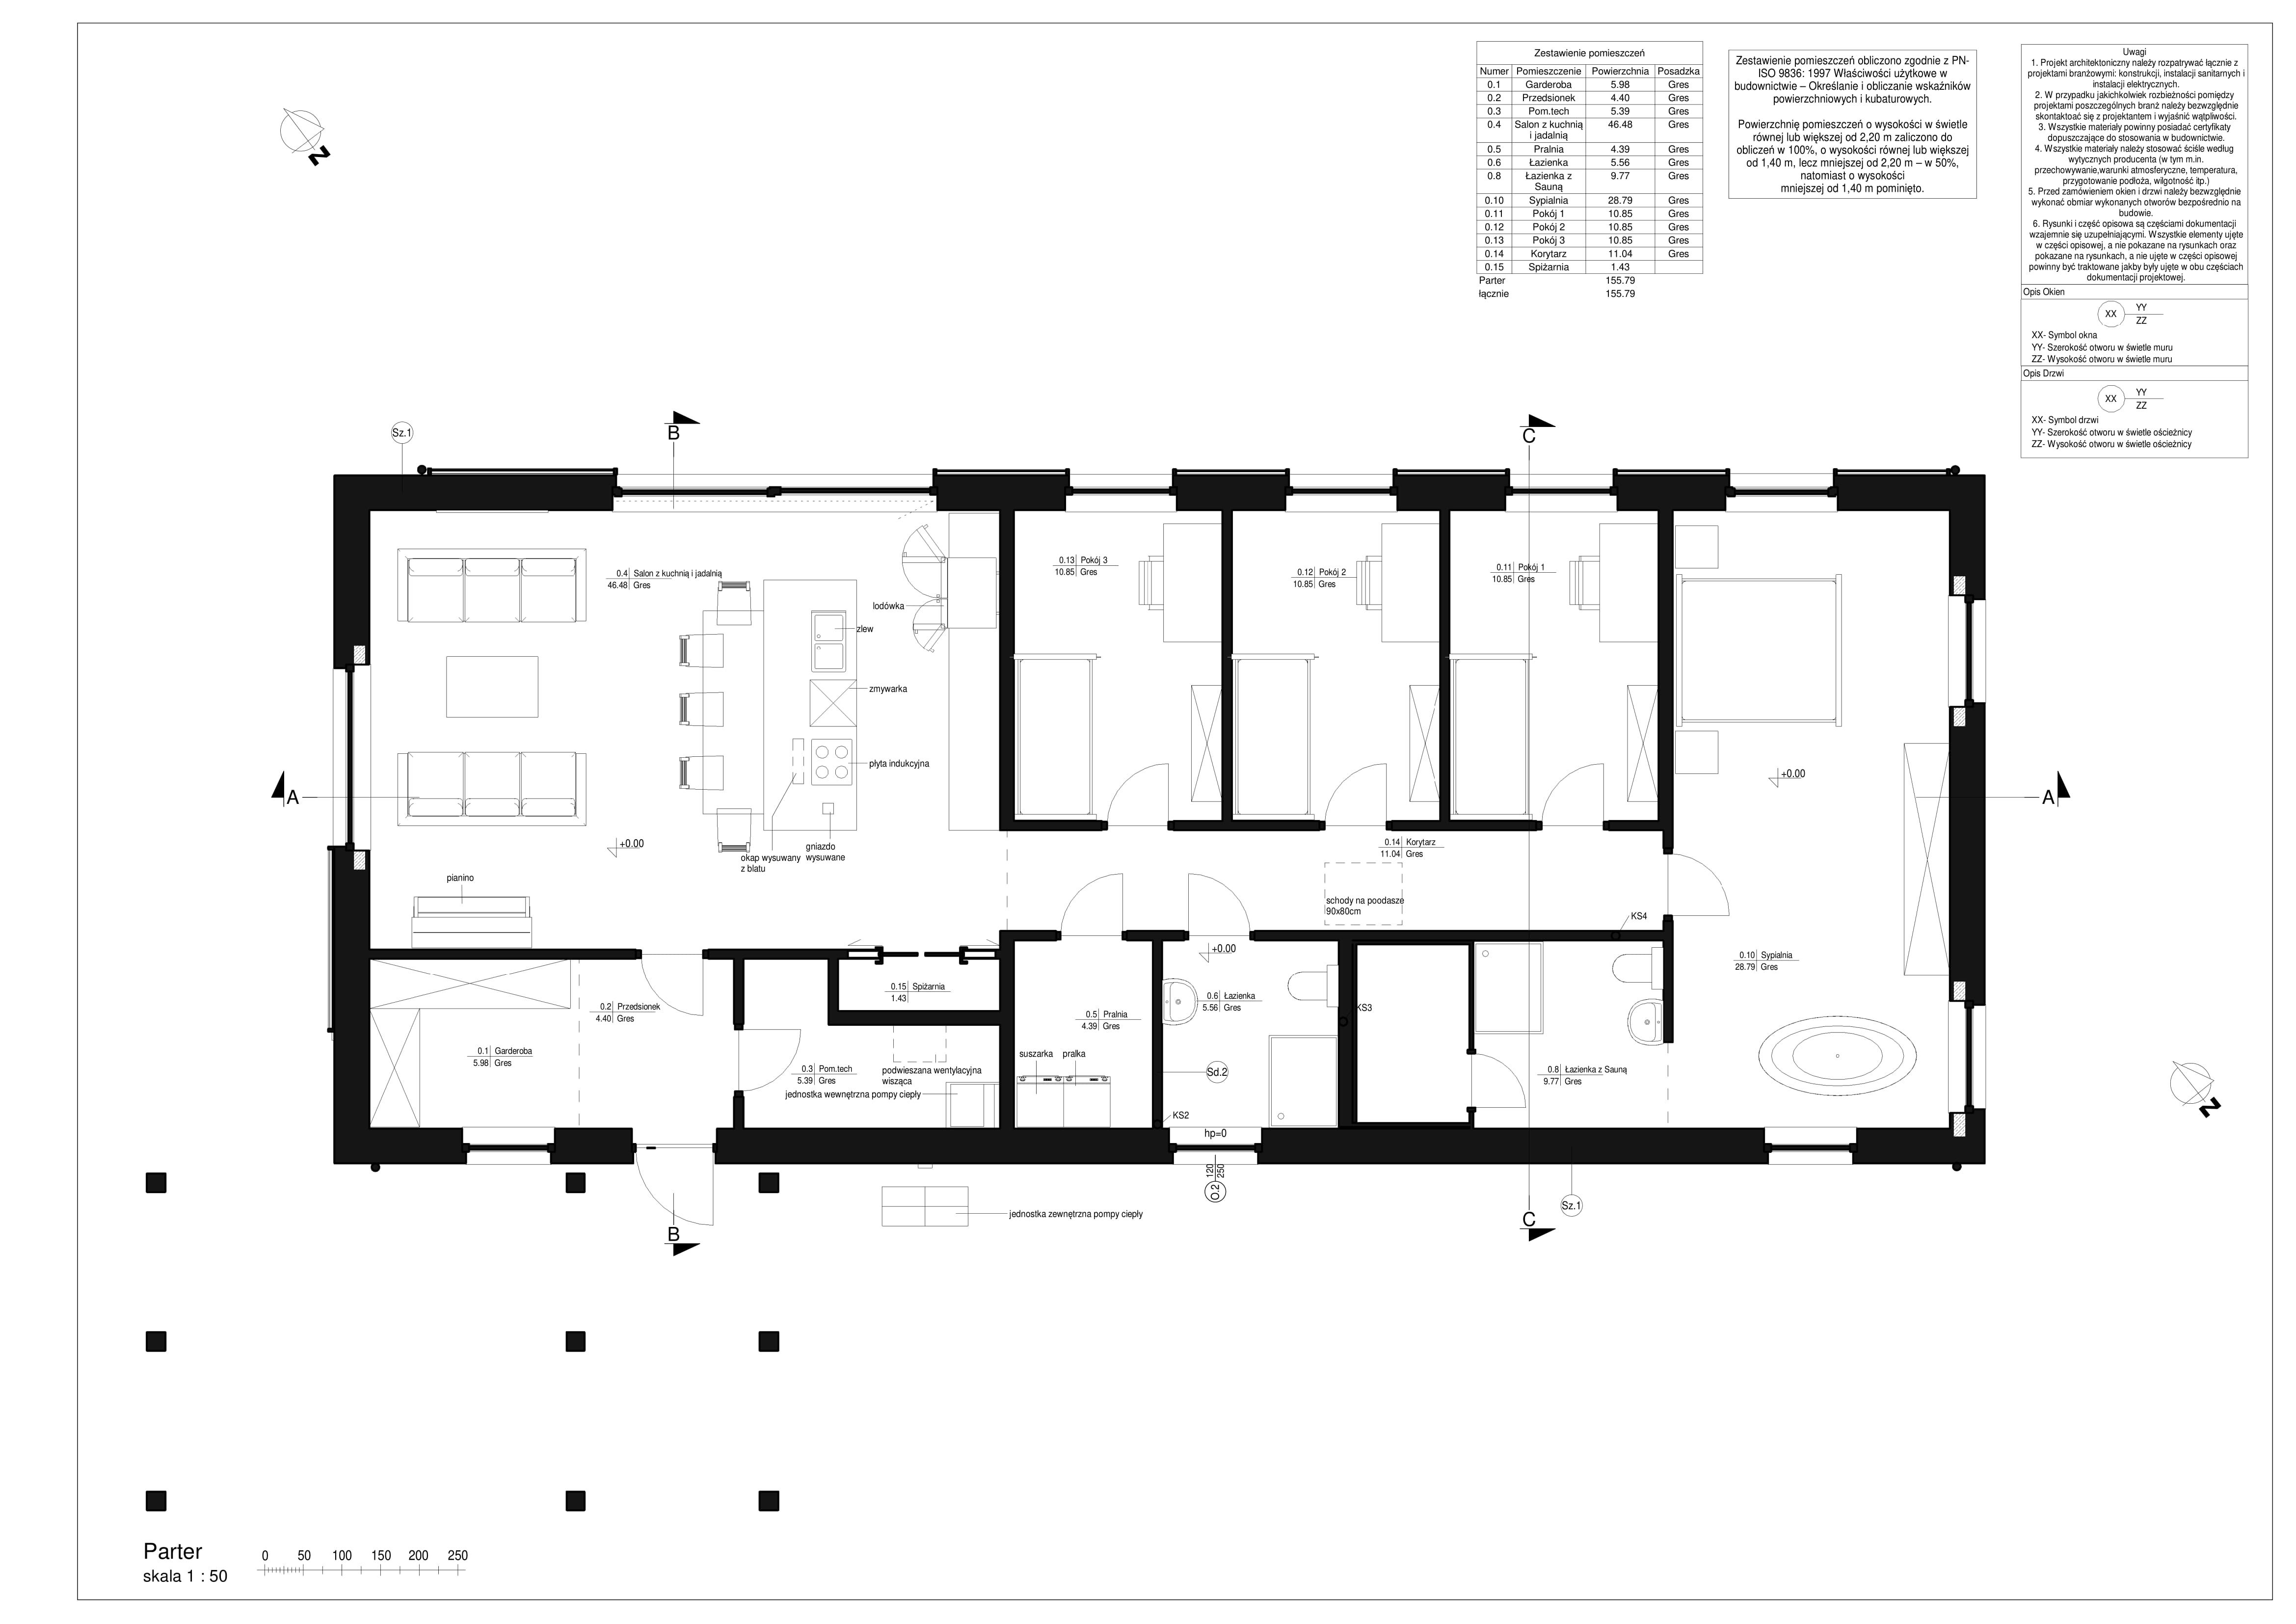 Zestawienie pomieszczeń
Numer Pomieszczenie Powierzchnia Posadzka
0.1 Garderoba 5.98 Gres
0.2 Przedsionek 4.40 Gres
0.3 Pom.tech 5.39 Gres
0.4 Salon z kuchnią 46.48 Gres
i jadalnią
0.5 Pralnia 4.39 Gres
0.6 Łazienka 5.56 Gres
0.8 Łazienka z 9.77 Gres
Sauną
0.10 Sypialnia 28.79 Gres
0.11 Pokój 1 10.85 Gres
0.12 Pokój 2 10.85 Gres
0.13 Pokój 3 10.85 Gres
0.14 Korytarz 11.04 Gres
0.15 Spiżarnia 1.43
Parter 155.79
łącznie 155.79
Zestawienie pomieszczeń obliczono zgodnie z PN-
ISO 9836: 1997 Właściwości użytkowe w
budownictwie – Określanie i obliczanie wskaźników
powierzchniowych i kubaturowych.
Powierzchnię pomieszczeń o wysokości w świetle
równej lub większej od 2,20 m zaliczono do
obliczeń w 100%, o wysokości równej lub większej
od 1,40 m, lecz mniejszej od 2,20 m – w 50%,
natomiast o wysokości
mniejszej od 1,40 m pominięto.
Uwagi
1. Projekt architektoniczny należy rozpatrywać łącznie z
projektami branżowymi: konstrukcji, instalacji sanitarnych i
instalacji elektrycznych.
2. W przypadku jakichkolwiek rozbieżności pomiędzy
projektami poszczególnych branż należy bezwzględnie
skontaktoać się z projektantem i wyjaśnić wątpliwości.
3. Wszystkie materiały powinny posiadać certyfikaty
dopuszczające do stosowania w budownictwie.
4. Wszystkie materiały należy stosować ściśle według
wytycznych producenta (w tym m.in.
przechowywanie,warunki atmosferyczne, temperatura,
przygotowanie podłoża, wilgotność itp.)
5. Przed zamówieniem okien i drzwi należy bezwzględnie
wykonać obmiar wykonanych otworów bezpośrednio na
budowie.
6. Rysunki i część opisowa są częściami dokumentacji
wzajemnie się uzupełniającymi. Wszystkie elementy ujęte
w części opisowej, a nie pokazane na rysunkach oraz
pokazane na rysunkach, a nie ujęte w części opisowej
powinny być traktowane jakby były ujęte w obu częściach
dokumentacji projektowej.
Opis Okien
XX YY
ZZ
XX- Symbol okna
YY- Szerokość otworu w świetle muru
ZZ- Wysokość otworu w świetle muru
Opis Drzwi
XX YY
ZZ
XX- Symbol drzwi
YY- Szerokość otworu w świetle ościeżnicy
ZZ- Wysokość otworu w świetle ościeżnicy
N
Sz.1
B
C
0.4 Salon z kuchnią i jadalnią
46.48 Gres
lodówka
zlew
zmywarka
płyta indukcyjna
gniazdo
wysuwane
okap wysuwany
z blatu
+0.00
pianino
A
0.13 Pokój 3
10.85 Gres
0.12 Pokój 2
10.85 Gres
0.11 Pokój 1
10.85 Gres
+0.00
A
0.14 Korytarz
11.04 Gres
schody na poodasze
90x80cm
KS4
0.10 Sypialnia
28.79 Gres
0.2 Przedsionek
4.40 Gres
0.1 Garderoba
5.98 Gres
0.15 Spiżarnia
1.43
0.3 Pom.tech
5.39 Gres
podwieszana wentylacyjna
wisząca
jednostka wewnętrzna pompy ciepły
0.5 Pralnia
4.39 Gres
suszarka pralka
+0.00
0.6 Łazienka
5.56 Gres
Sd.2
KS2
KS3
0.8 Łazienka z Sauną
9.77 Gres
hp=0
120
250
O.2
N
Sz.1
B
C
jednostka zewnętrzna pompy ciepły
Parter
skala 1 : 50
0 50 100 150 200 250